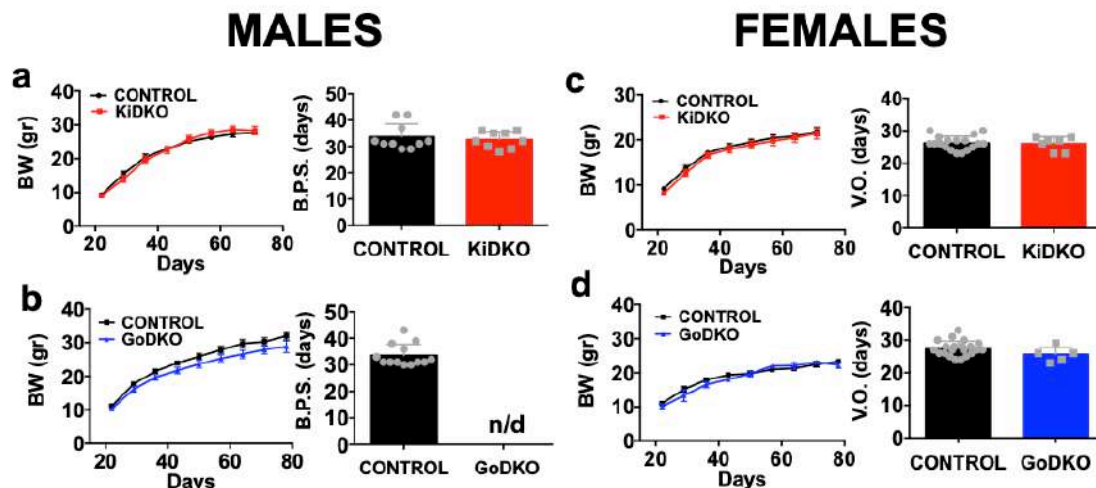 MALES
FEMALES
a
BW (gr)
40
30
20
10
0
CONTROL
KiDKO
20 40 60 80
Days
B.P.S. (days)
50
40
30
20
10
0
CONTROL KiDKO
c
BW (gr)
30
20
10
0
CONTROL
KiDKO
20 40 60 80
Days
V.O. (days)
40
30
20
10
0
CONTROL KiDKO
b
BW (gr)
40
30
20
10
0
CONTROL
GoDKO
20 40 60 80
Days
B.P.S. (days)
50
40
30
20
10
0
n/d
CONTROL GoDKO
d
BW (gr)
40
30
20
10
0
CONTROL
GoDKO
20 40 60 80
Days
V.O. (days)
40
30
20
10
0
CONTROL GoDKO